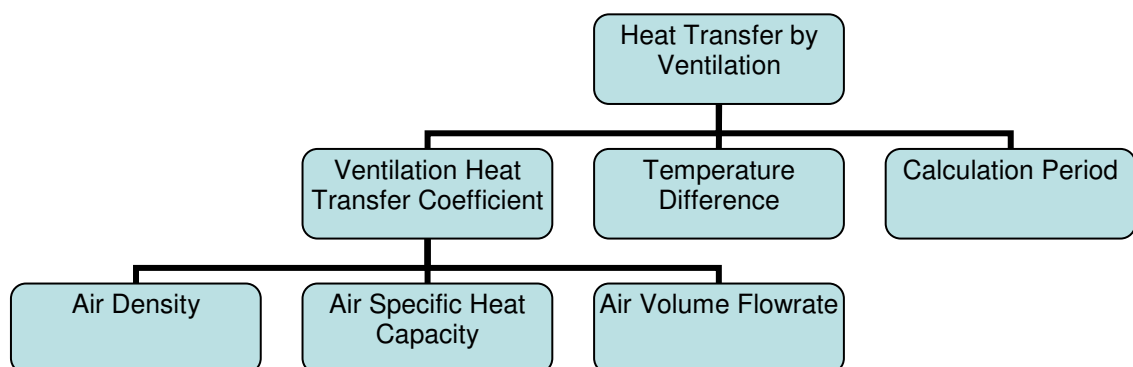 Heat Transfer by
Ventilation
Ventilation Heat
Transfer Coefficient
Temperature
Difference
Calculation Period
Air Density
Air Specific Heat
Capacity
Air Volume Flowrate